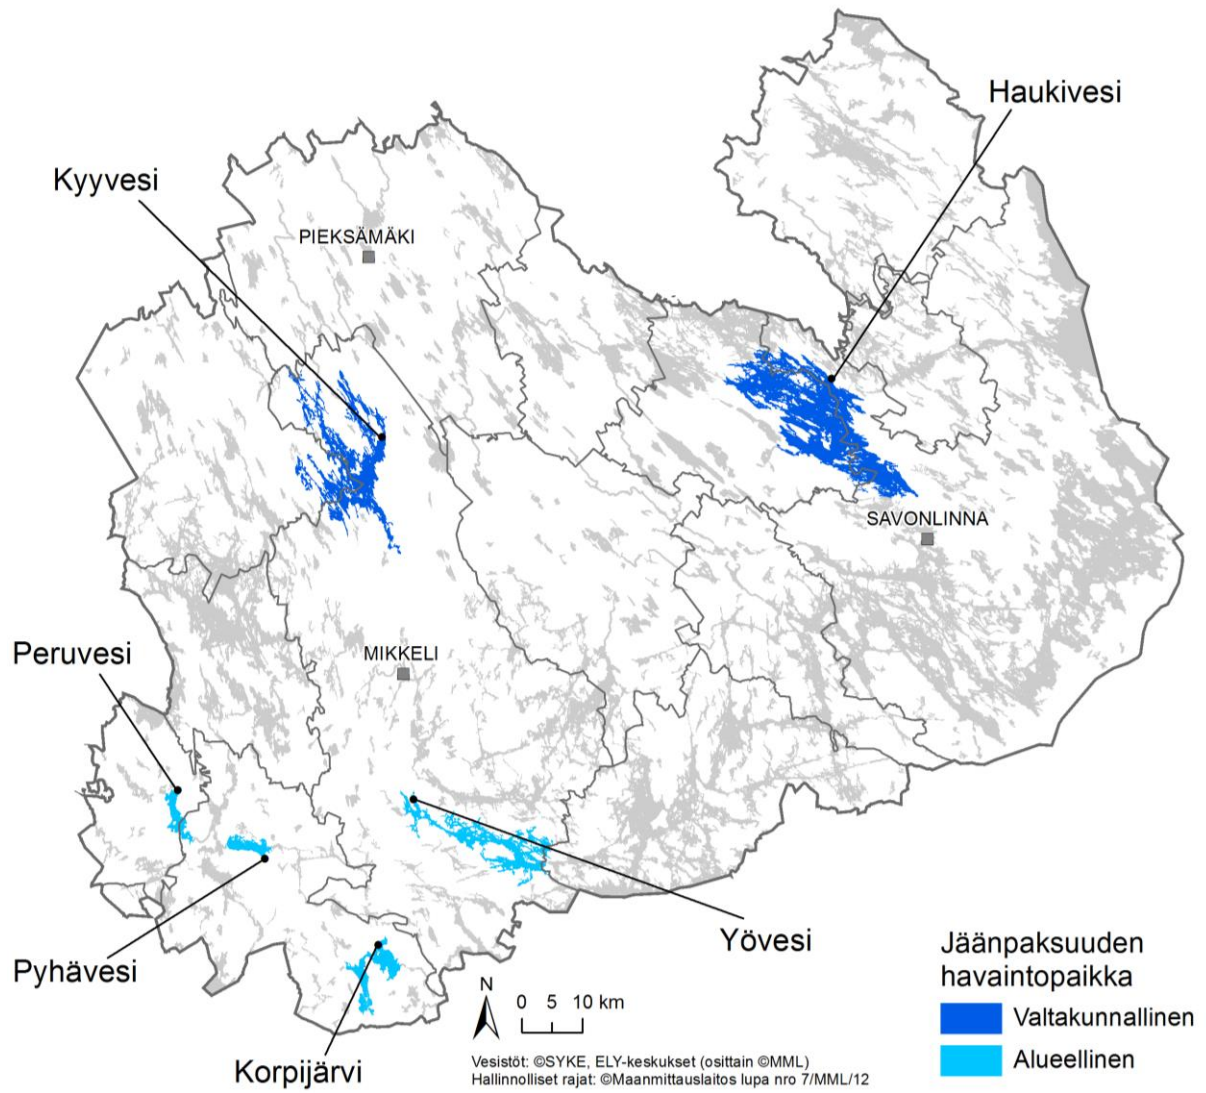 Haukivesi
Kyyvesi
PIEKSÄMÄKI
SAVONLINNA
Peruvesi
MIKKELI
Yövesi
Pyhävesi
Korpijärvi
N
0 5 10 km
Vesistöt: ©SYKE, ELY-keskukset (osittain ©MML)
Hallinnolliset rajat: ©Maanmittauslaitos lupa nro 7/MML/12
Jäänpaksuuden
havaintopaikka
Valtakunnallinen
Alueellinen